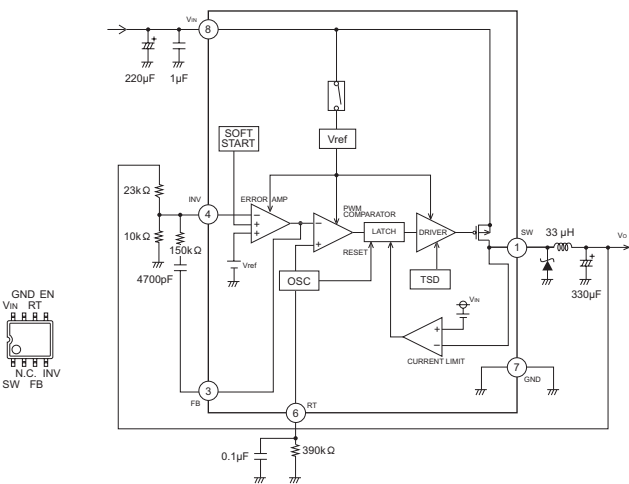 VIN
8
220μF
1μF
SOFT
START
Vref
23kΩ
INV
ERROR AMP
PWM
COMPARATOR
4
LATCH
DRIVER
SW
33 μH
VO
10kΩ
150kΩ
RESET
1
Vref
OSC
TSD
4700pF
330μF
GND EN
VIN RT
VIN
CURRENT LIMIT
N.C. INV
SW FB
3
FB
7
GND
6
RT
0.1μF
390kΩ